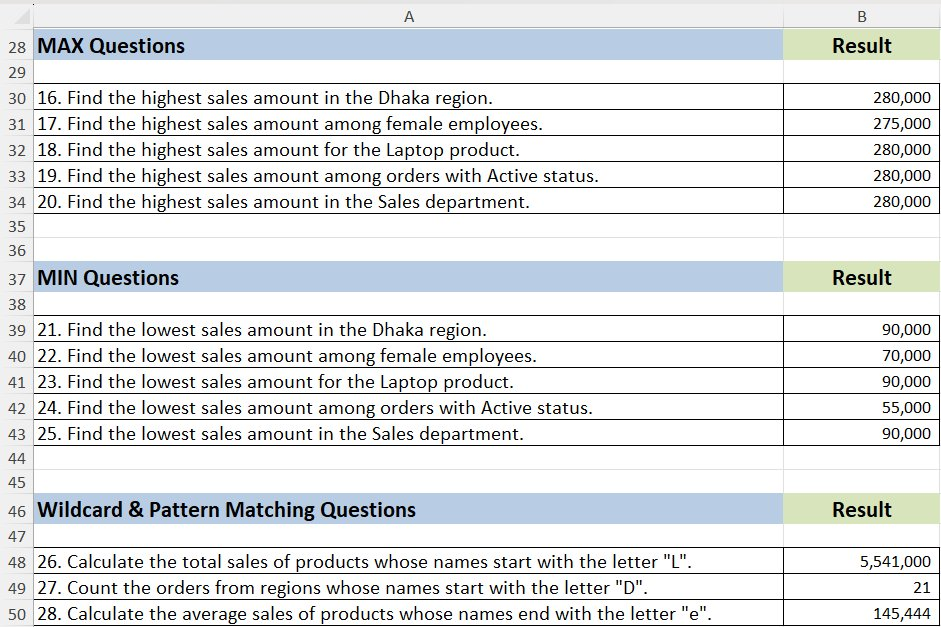 A B
28 MAX Questions Result
29
30 16. Find the highest sales amount in the Dhaka region. 280,000
31 17. Find the highest sales amount among female employees. 275,000
32 18. Find the highest sales amount for the Laptop product. 280,000
33 19. Find the highest sales amount among orders with Active status. 280,000
34 20. Find the highest sales amount in the Sales department. 280,000
35
36
37 MIN Questions Result
38
39 21. Find the lowest sales amount in the Dhaka region. 90,000
40 22. Find the lowest sales amount among female employees. 70,000
41 23. Find the lowest sales amount for the Laptop product. 90,000
42 24. Find the lowest sales amount among orders with Active status. 55,000
43 25. Find the lowest sales amount in the Sales department. 90,000
44
45
46 Wildcard & Pattern Matching Questions Result
47
48 26. Calculate the total sales of products whose names start with the letter "L". 5,541,000
49 27. Count the orders from regions whose names start with the letter "D". 21
50 28. Calculate the average sales of products whose names end with the letter "e". 145,444